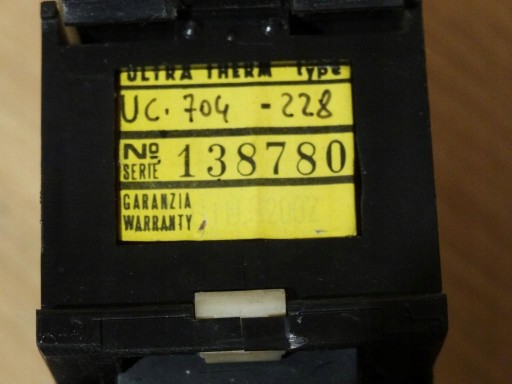 ULTRA THERM type
UC. 704 - 228
No
SERIE 138780
GARANZIA
WARRANTY